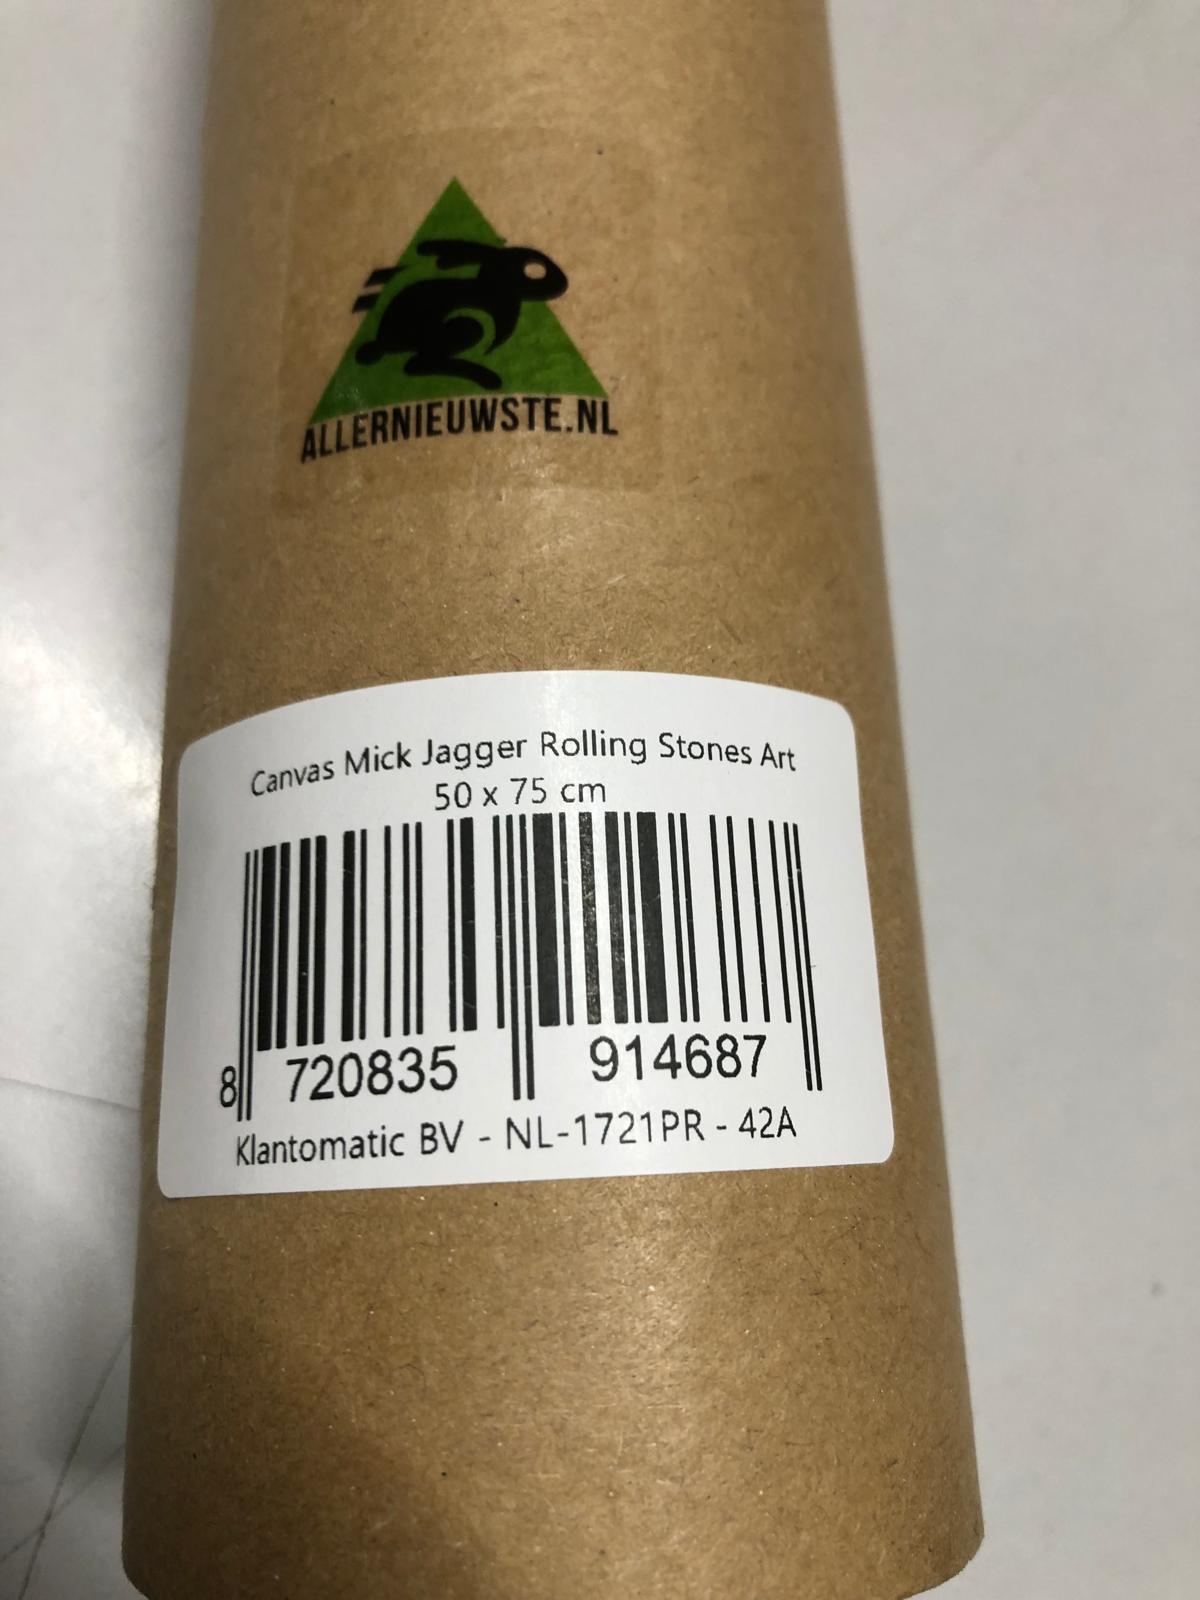 ALLERNIEUWSTE.NL
Canvas Mick Jagger Rolling Stones Art
50 x 75 cm
8 720835 914687
Klantomatic BV - NL-1721PR - 42A